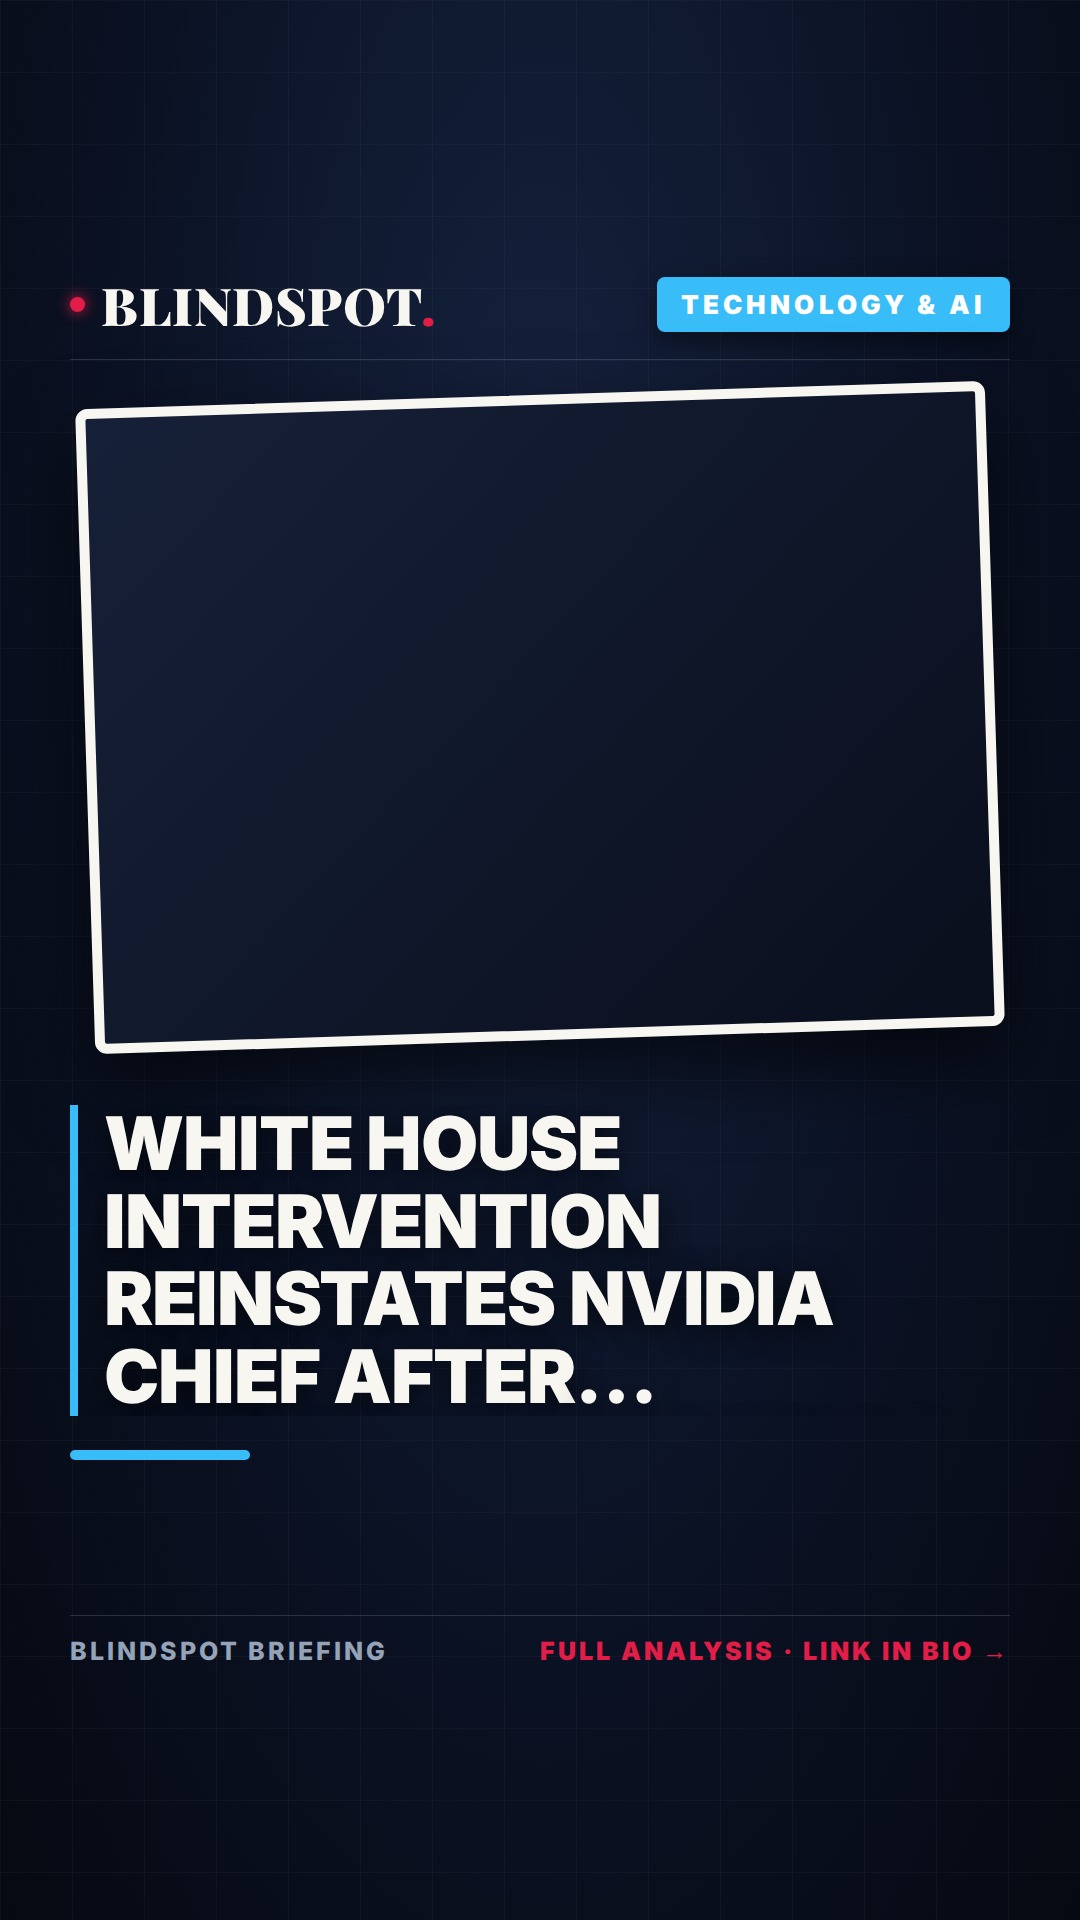 BLINDSPOT.
TECHNOLOGY & AI
WHITE HOUSE
INTERVENTION
REINSTATES NVIDIA
CHIEF AFTER...
BLINDSPOT BRIEFING
FULL ANALYSIS · LINK IN BIO →